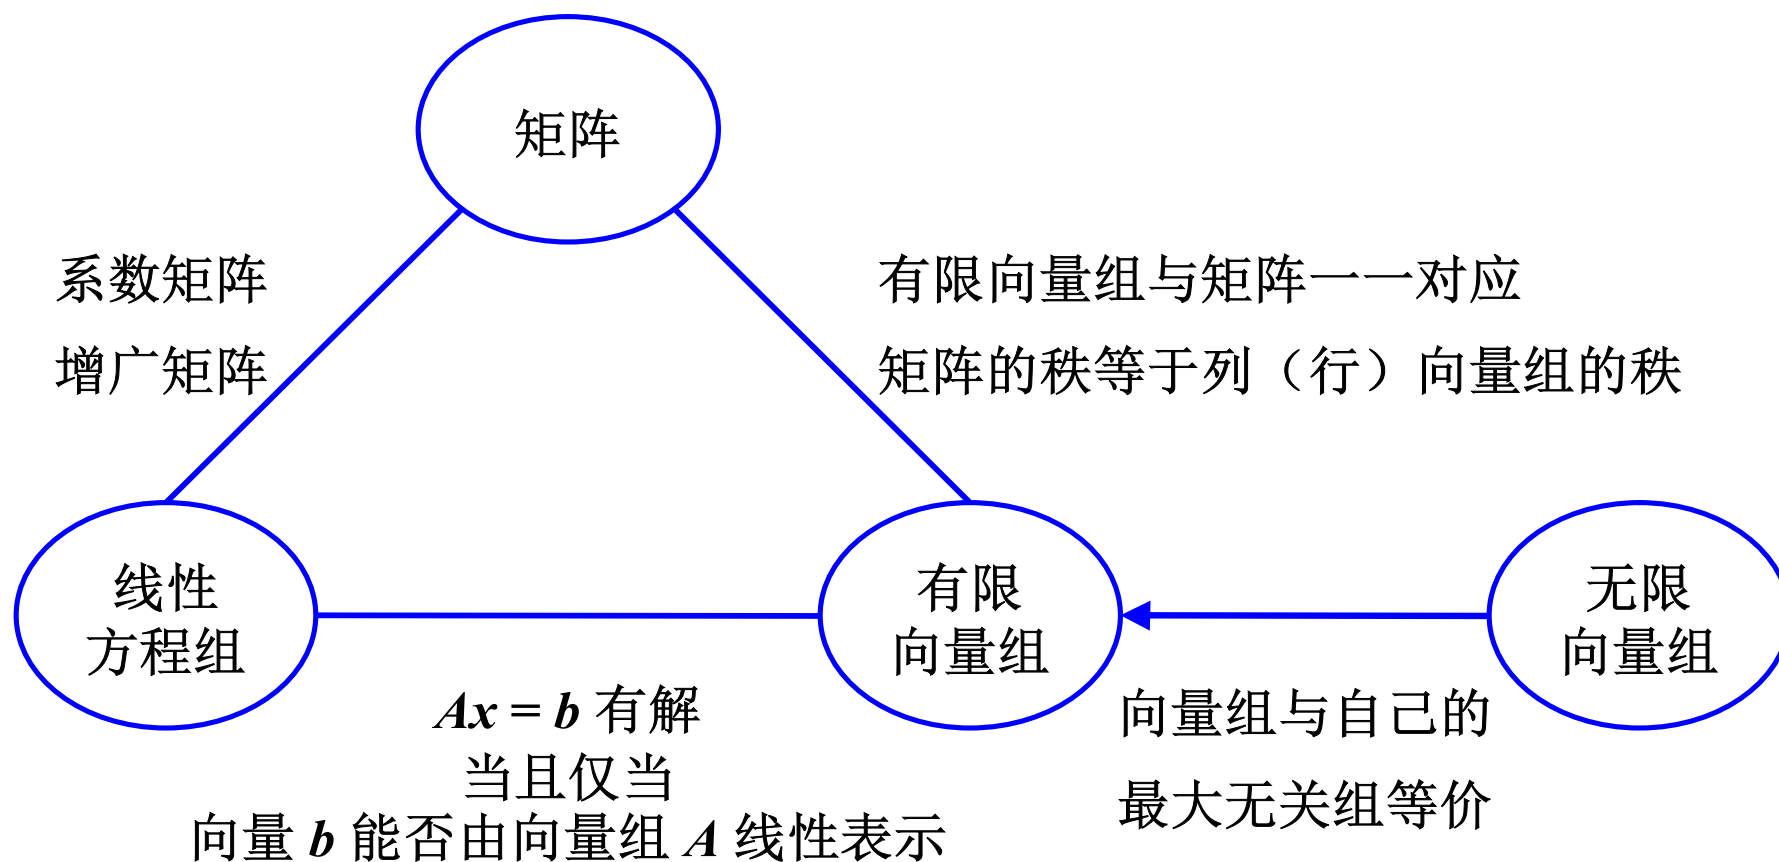 矩阵
系数矩阵
增广矩阵
有限向量组与矩阵一一对应
矩阵的秩等于列（行）向量组的秩
线性
方程组
有限
向量组
无限
向量组
Ax = b 有解
当且仅当
向量 b 能否由向量组 A 线性表示
向量组与自己的
最大无关组等价